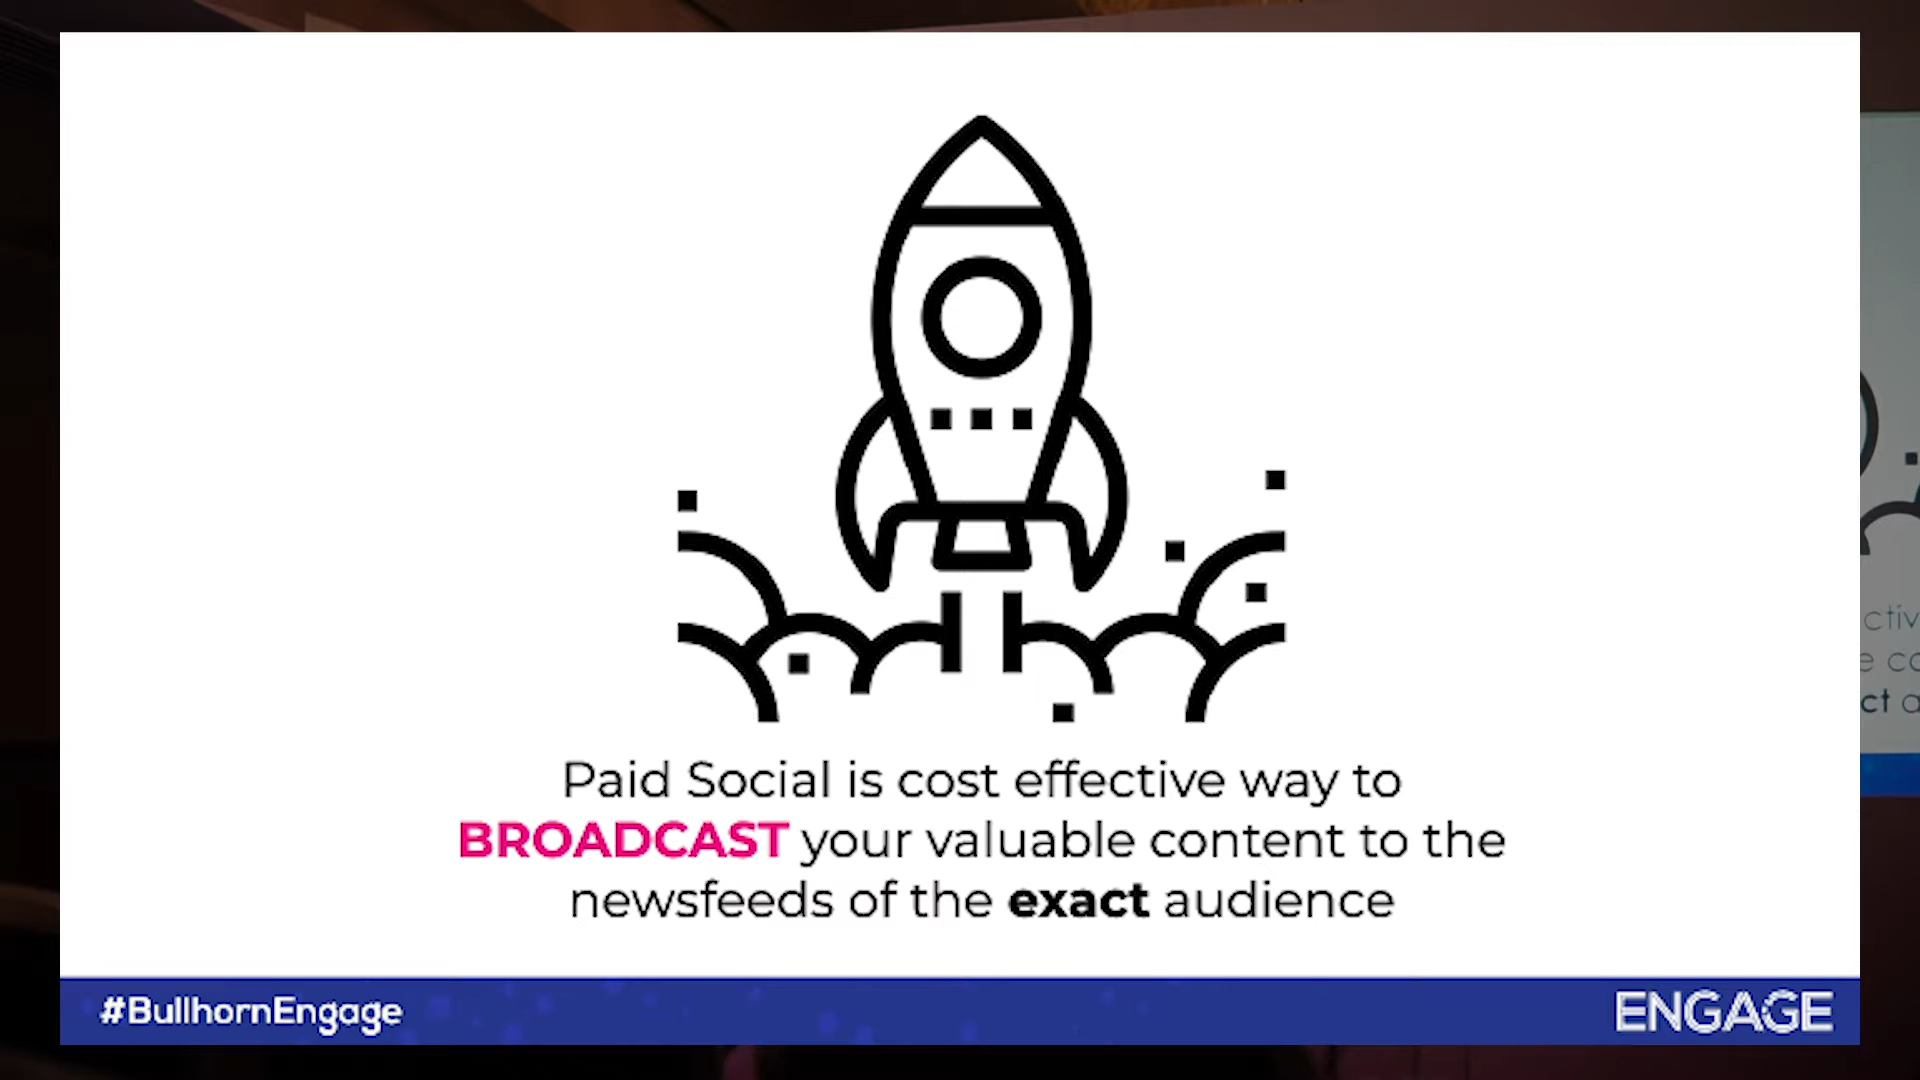 Paid Social is cost effective way to
BROADCAST your valuable content to the
newsfeeds of the exact audience
#BullhornEngage
ENGAGE